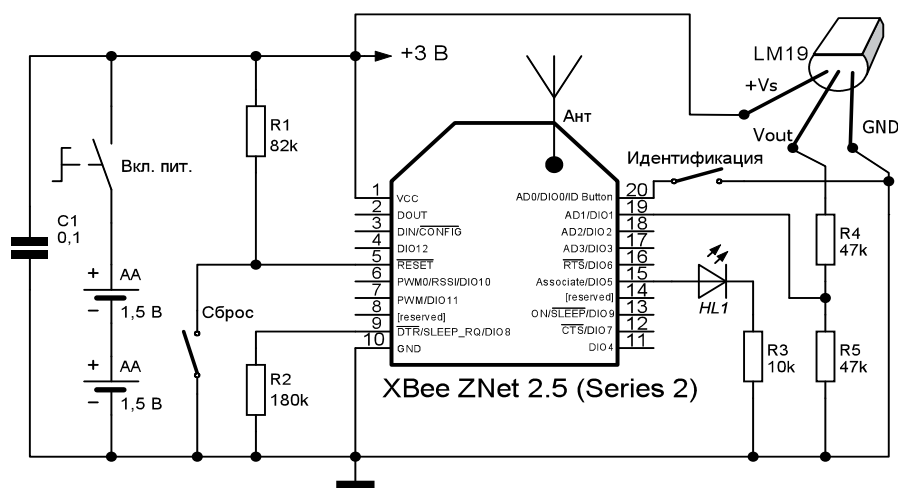 +3 В
LM19
+Vs
Vout
GND
Ант
R1
82k
Вкл. пит.
Идентификация
C1
0,1
+ АА
− 1,5 В
+ АА
− 1,5 В
Сброс
R2
180k
1 VCC
2 DOUT
3 DIN/CONFIG
4 DIO12
5 RESET
6 PWM0/RSSI/DIO10
7 PWM/DIO11
8 [reserved]
9 DTR/SLEEP_RQ/DIO8
10 GND
AD0/DIO0/ID Button 20
AD1/DIO1 19
AD2/DIO2 18
AD3/DIO3 17
RTS/DIO6 16
Associate/DIO5 15
[reserved] 14
ON/SLEEP/DIO9 13
CTS/DIO7 12
DIO4 11
HL1
R4
47k
R3
10k
R5
47k
XBee ZNet 2.5 (Series 2)